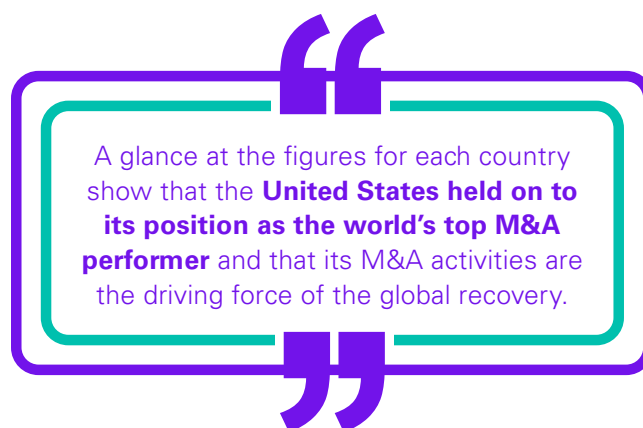 A glance at the figures for each country
show that the United States held on to
its position as the world’s top M&A
performer and that its M&A activities are
the driving force of the global recovery.